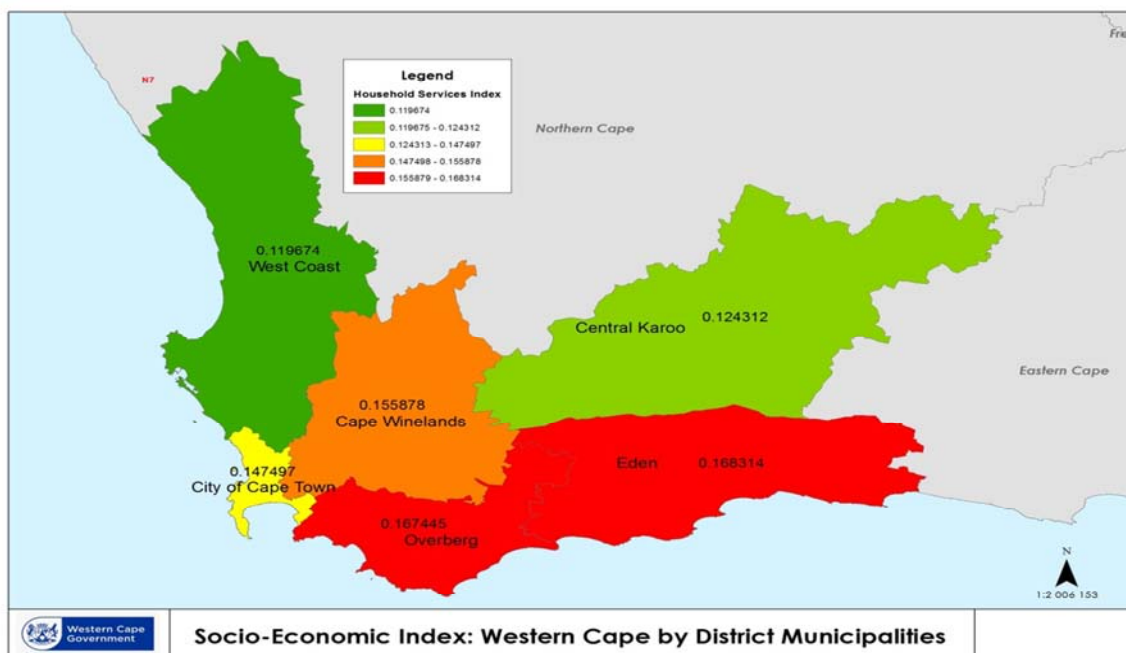 Frie
N7
Legend
Household Services Index
0.119674
0.119675 - 0.124312
0.124313 - 0.147497
0.147498 - 0.155878
0.155879 - 0.168314
Northern Cape
0.119674
West Coast
Central Karoo 0.124312
Eastern Cape
0.155878
Cape Winelands
Eden 0.168314
0.147497
City of Cape Town
0.167445
Overberg
N
1:2 006 153
Western Cape
Government
Socio-Economic Index: Western Cape by District Municipalities